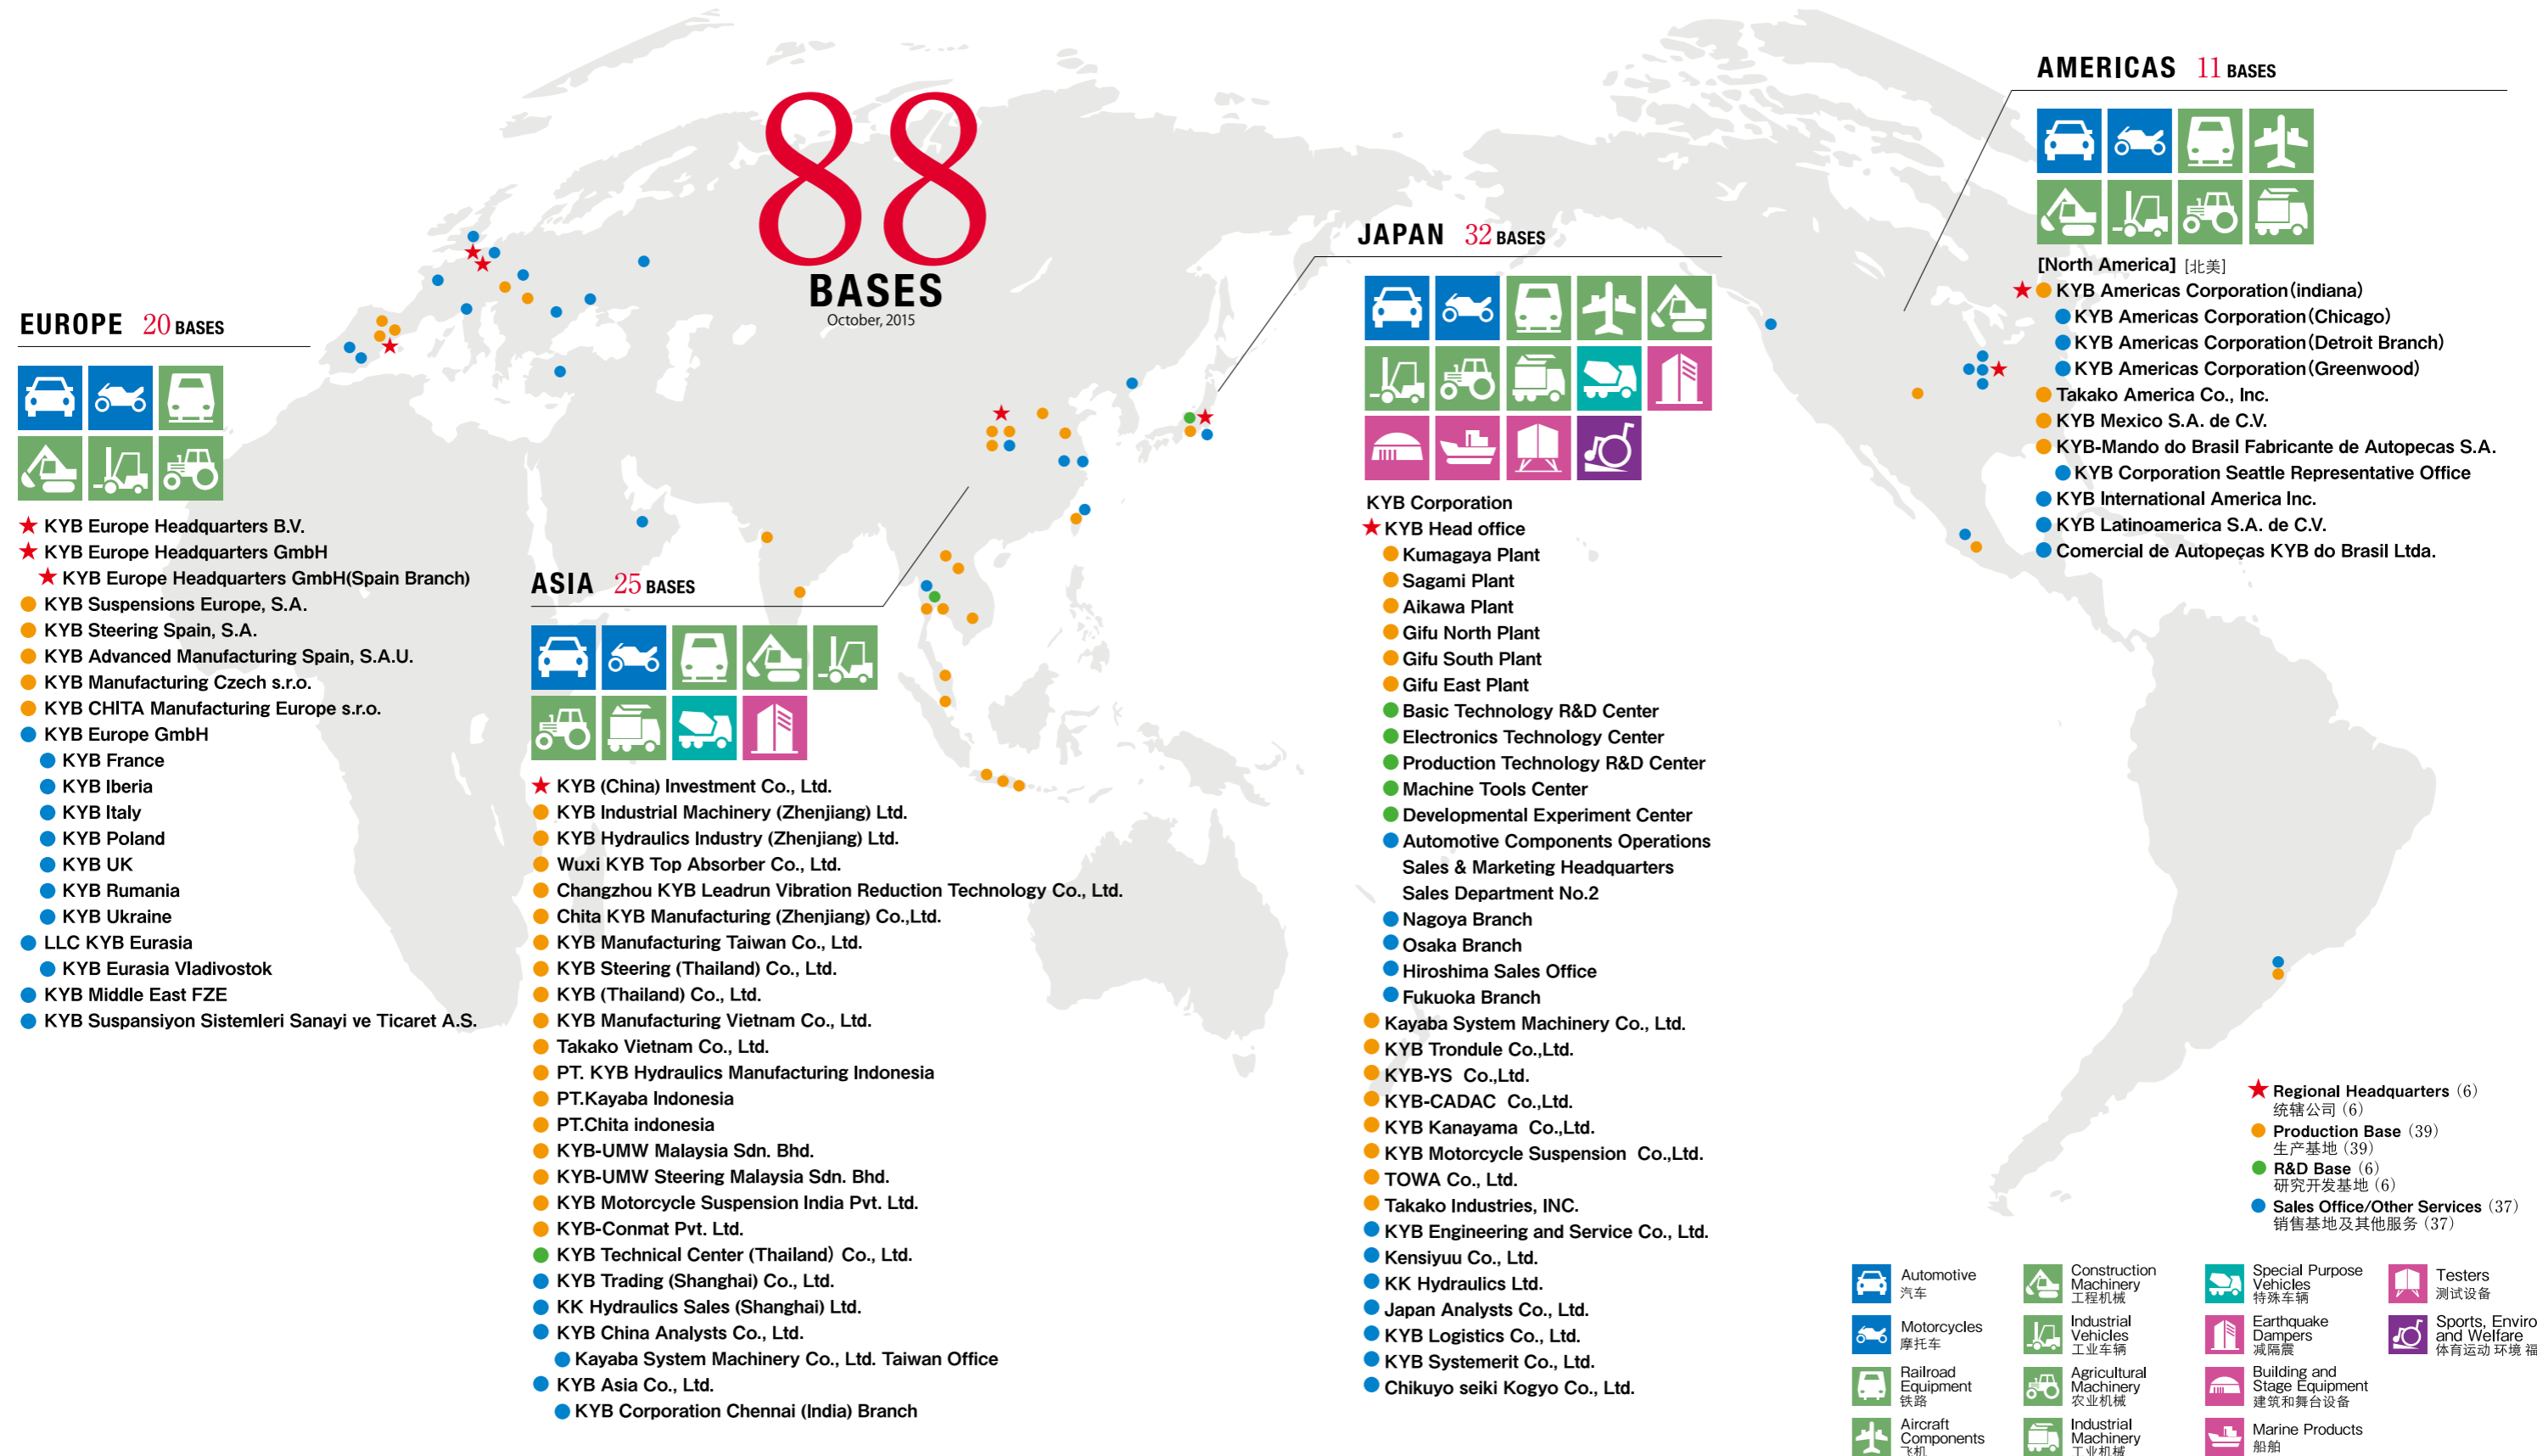 88
BASES
October, 2015
EUROPE 20 BASES
★ KYB Europe Headquarters B.V.
★ KYB Europe Headquarters GmbH
★ KYB Europe Headquarters GmbH(Spain Branch)
KYB Suspensions Europe, S.A.
KYB Steering Spain, S.A.
KYB Advanced Manufacturing Spain, S.A.U.
KYB Manufacturing Czech s.r.o.
KYB CHITA Manufacturing Europe s.r.o.
KYB Europe GmbH
KYB France
KYB Iberia
KYB Italy
KYB Poland
KYB UK
KYB Rumania
KYB Ukraine
LLC KYB Eurasia
KYB Eurasia Vladivostok
KYB Middle East FZE
KYB Suspansiyon Sistemleri Sanayi ve Ticaret A.S.
ASIA 25 BASES
★ KYB (China) Investment Co., Ltd.
KYB Industrial Machinery (Zhenjiang) Ltd.
KYB Hydraulics Industry (Zhenjiang) Ltd.
Wuxi KYB Top Absorber Co., Ltd.
Changzhou KYB Leadrun Vibration Reduction Technology Co., Ltd.
Chita KYB Manufacturing (Zhenjiang) Co.,Ltd.
KYB Manufacturing Taiwan Co., Ltd.
KYB Steering (Thailand) Co., Ltd.
KYB (Thailand) Co., Ltd.
KYB Manufacturing Vietnam Co., Ltd.
Takako Vietnam Co., Ltd.
PT. KYB Hydraulics Manufacturing Indonesia
PT.Kayaba Indonesia
PT.Chita indonesia
KYB-UMW Malaysia Sdn. Bhd.
KYB-UMW Steering Malaysia Sdn. Bhd.
KYB Motorcycle Suspension India Pvt. Ltd.
KYB-Conmat Pvt. Ltd.
KYB Technical Center (Thailand) Co., Ltd.
KYB Trading (Shanghai) Co., Ltd.
KK Hydraulics Sales (Shanghai) Ltd.
KYB China Analysts Co., Ltd.
Kayaba System Machinery Co., Ltd. Taiwan Office
KYB Asia Co., Ltd.
KYB Corporation Chennai (India) Branch
JAPAN 32 BASES
KYB Corporation
★ KYB Head office
Kumagaya Plant
Sagami Plant
Aikawa Plant
Gifu North Plant
Gifu South Plant
Gifu East Plant
Basic Technology R&D Center
Electronics Technology Center
Production Technology R&D Center
Machine Tools Center
Developmental Experiment Center
Automotive Components Operations
Sales & Marketing Headquarters
Sales Department No.2
Nagoya Branch
Osaka Branch
Hiroshima Sales Office
Fukuoka Branch
Kayaba System Machinery Co., Ltd.
KYB Trondule Co.,Ltd.
KYB-YS Co.,Ltd.
KYB-CADAC Co.,Ltd.
KYB Kanayama Co.,Ltd.
KYB Motorcycle Suspension Co.,Ltd.
TOWA Co., Ltd.
Takako Industries, INC.
KYB Engineering and Service Co., Ltd.
Kensiyuu Co., Ltd.
KK Hydraulics Ltd.
Japan Analysts Co., Ltd.
KYB Logistics Co., Ltd.
KYB Systemerit Co., Ltd.
Chikuyo seiki Kogyo Co., Ltd.
AMERICAS 11 BASES
[North America] [北美]
★ KYB Americas Corporation(indiana)
KYB Americas Corporation(Chicago)
KYB Americas Corporation(Detroit Branch)
KYB Americas Corporation(Greenwood)
Takako America Co., Inc.
KYB Mexico S.A. de C.V.
KYB-Mando do Brasil Fabricante de Autopecas S.A.
KYB Corporation Seattle Representative Office
KYB International America Inc.
KYB Latinoamerica S.A. de C.V.
Comercial de Autopeças KYB do Brasil Ltda.
★ Regional Headquarters (6)
统辖公司 (6)
Production Base (39)
生产基地 (39)
R&D Base (6)
研究开发基地 (6)
Sales Office/Other Services (37)
销售基地及其他服务 (37)
Automotive
汽车
Motorcycles
摩托车
Railroad
Equipment
铁路
Aircraft
Components
飞机
Construction
Machinery
工程机械
Industrial
Vehicles
工业车辆
Agricultural
Machinery
农业机械
Industrial
Machinery
工业机械
Special Purpose
Vehicles
特殊车辆
Earthquake
Dampers
减隔震
Building and
Stage Equipment
建筑和舞台设备
Marine Products
船舶
Testers
测试设备
Sports, Enviro
and Welfare
体育运动 环境 福